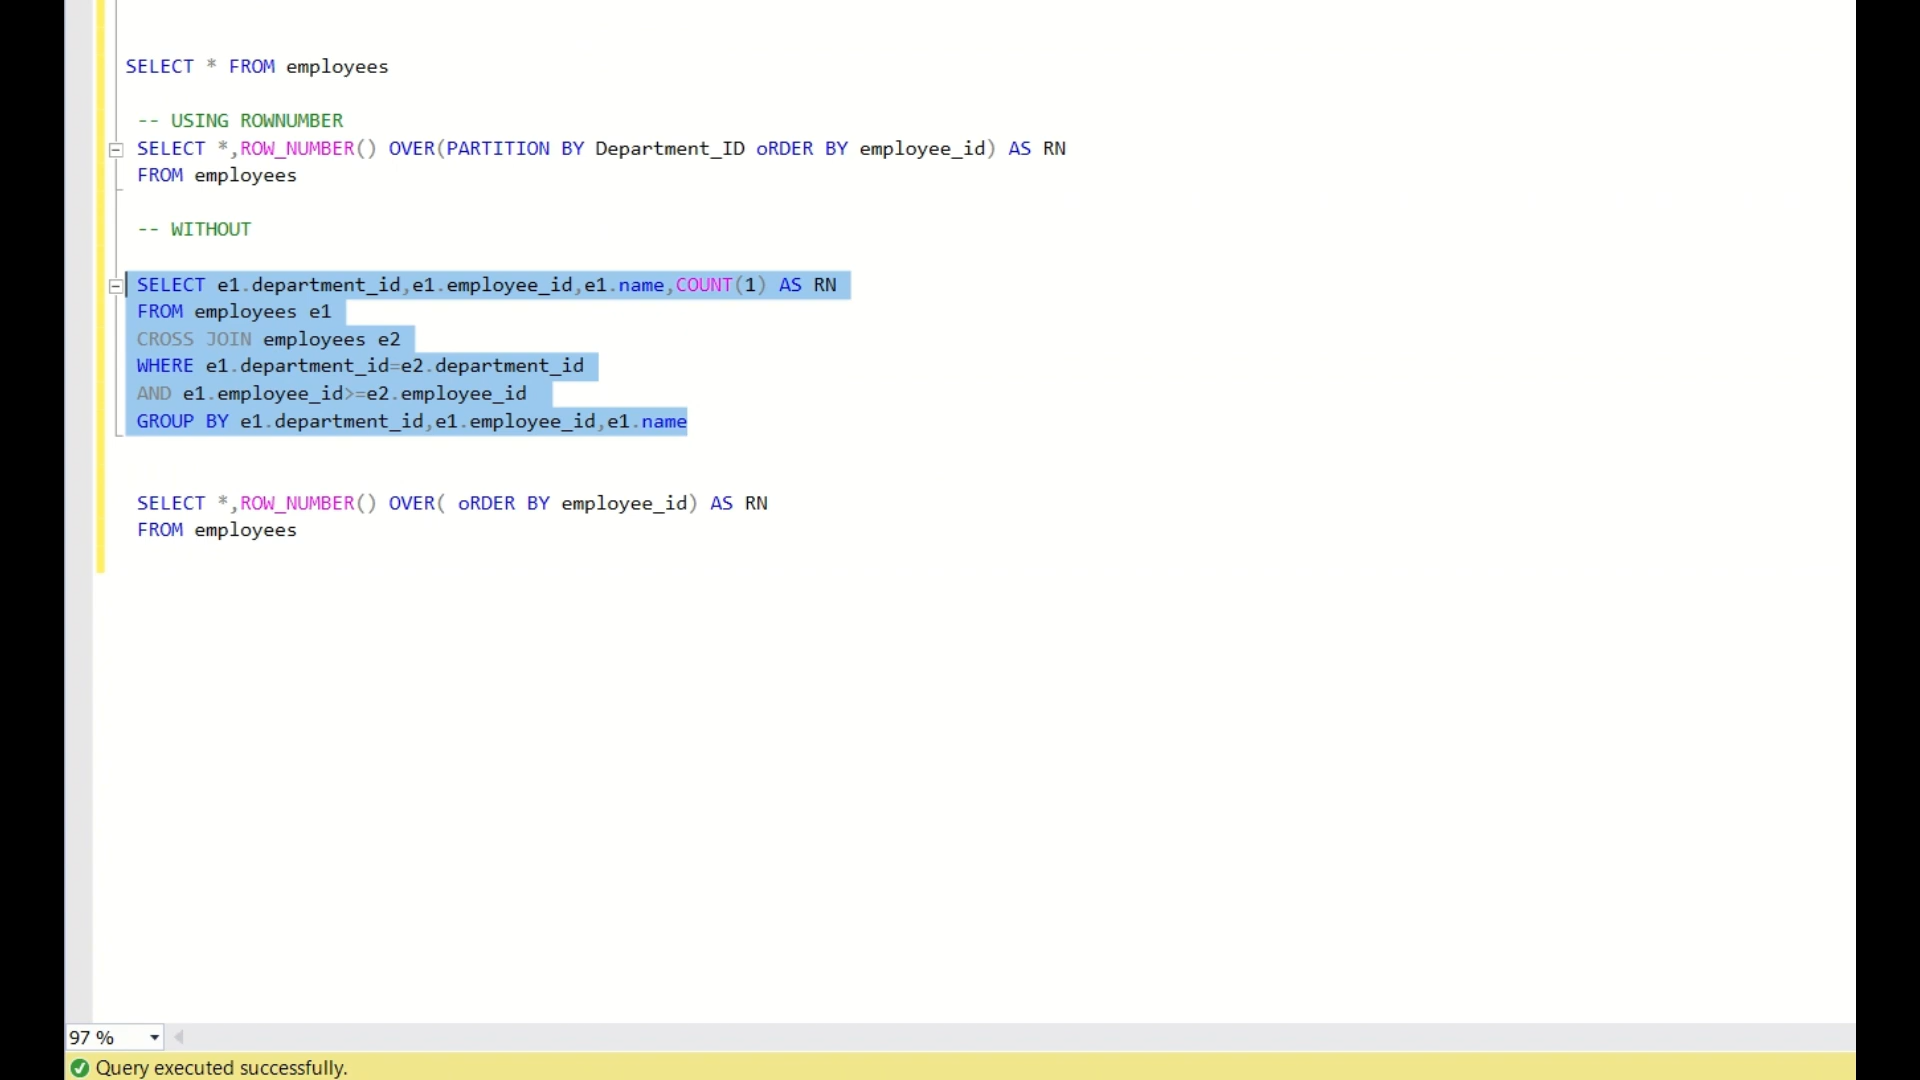 SELECT * FROM employees
-- USING ROWNUMBER
SELECT *,ROW_NUMBER() OVER(PARTITION BY Department_ID oRDER BY employee_id) AS RN
FROM employees
-- WITHOUT
SELECT e1.department_id,e1.employee_id,e1.name,COUNT(1) AS RN
FROM employees e1
CROSS JOIN employees e2
WHERE e1.department_id=e2.department_id
AND e1.employee_id>=e2.employee_id
GROUP BY e1.department_id,e1.employee_id,e1.name
SELECT *,ROW_NUMBER() OVER( oRDER BY employee_id) AS RN
FROM employees
97 %
Query executed successfully.